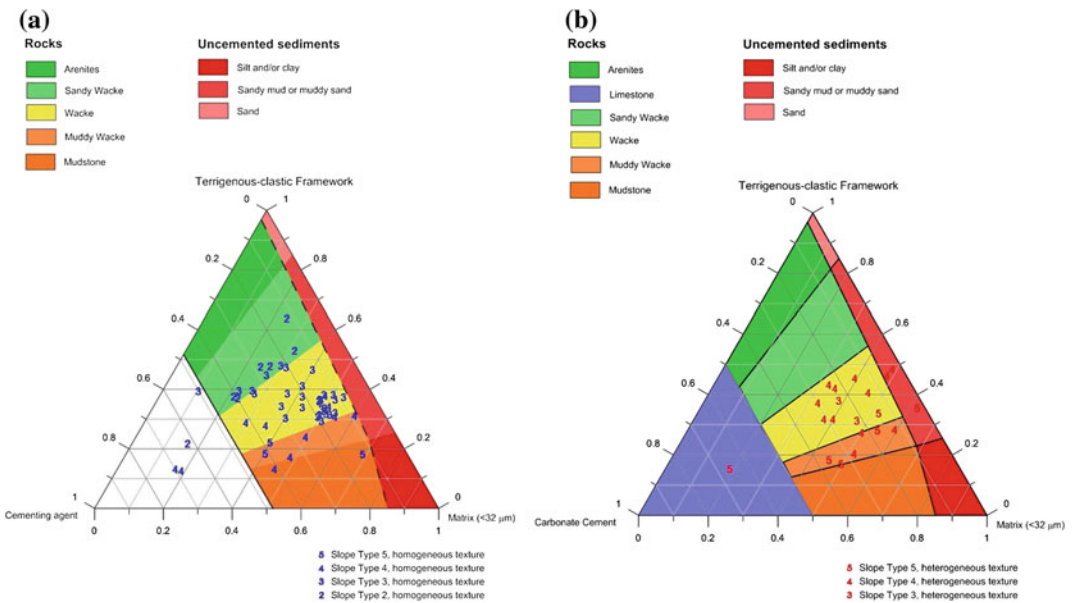 (a)
Rocks
Uncemented sediments
Arenites
Silt and/or clay
Sandy Wacke
Sandy mud or muddy sand
Wacke
Sand
Muddy Wacke
Mudstone
Terrigenous-clastic Framework
0 1
0.2 0.8
0.4 0.6
0.6 0.4
0.8 0.2
1 0
Cementing agent
Matrix (<32 μm)
0 0.2 0.4 0.6 0.8 1
5 Slope Type 5, homogeneous texture
4 Slope Type 4, homogeneous texture
3 Slope Type 3, homogeneous texture
2 Slope Type 2, homogeneous texture
(b)
Rocks
Uncemented sediments
Arenites
Silt and/or clay
Limestone
Sandy mud or muddy sand
Sandy Wacke
Sand
Wacke
Muddy Wacke
Mudstone
Terrigenous-clastic Framework
0 1
0.2 0.8
0.4 0.6
0.6 0.4
0.8 0.2
1 0
Carbonate Cement
Matrix (<32 μm)
0 0.2 0.4 0.6 0.8 1
5 Slope Type 5, heterogeneous texture
4 Slope Type 4, heterogeneous texture
3 Slope Type 3, heterogeneous texture